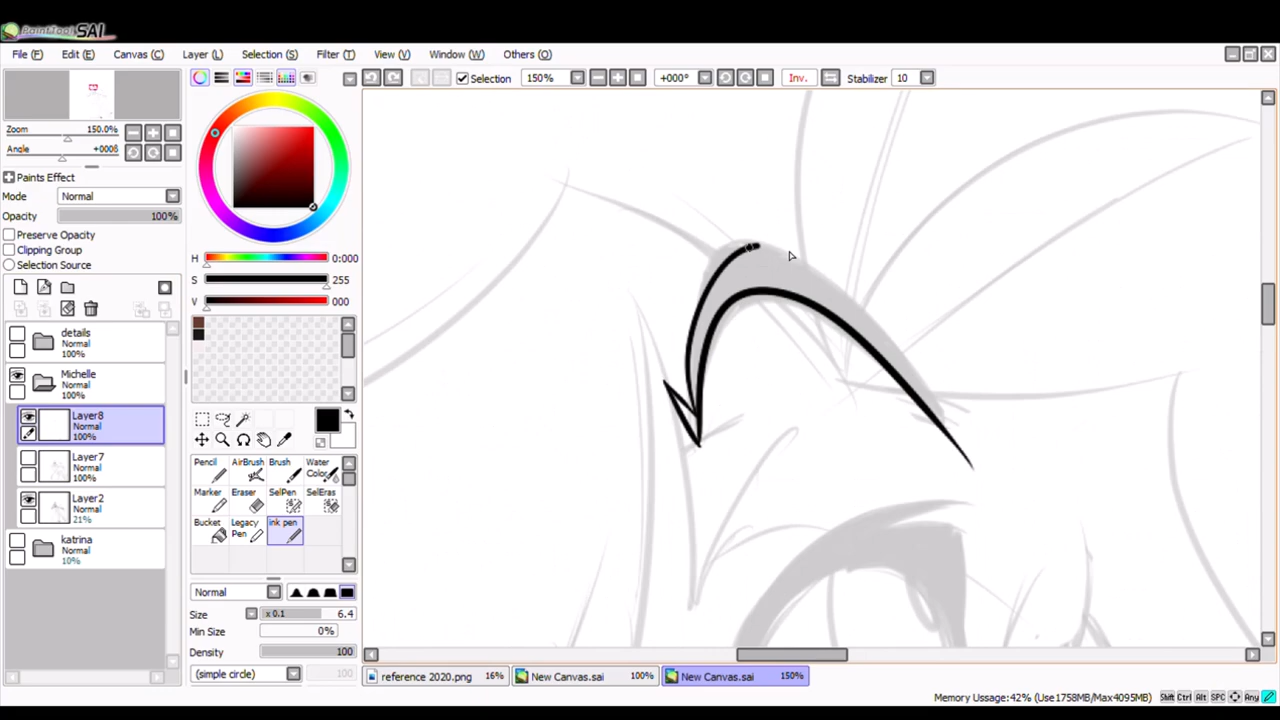 PaintTool SAI
File (F) Edit (E) Canvas (C) Layer (L) Selection (S) Filter (T) View (V) Window (W) Others (O)
Selection 150% +000° Inv. Stabilizer 10
Zoom 150.0%
Angle +000ß
Paints Effect
Mode Normal
Opacity 100%
Preserve Opacity
Clipping Group
Selection Source
details
Normal
100%
Michelle
Normal
100%
Layer8
Normal
100%
Layer7
Normal
100%
Layer2
Normal
21%
katrina
Normal
10%
H 0:000
S 255
V 000
Pencil AirBrush Brush Water Color
Marker Eraser SelPen SelEras
Bucket Legacy Pen ink pen
Normal
Size x 0.1 6.4
Min Size 0%
Density 100
(simple circle) 100
reference 2020.png 16% New Canvas.sai 100% New Canvas.sai 150%
Memory Ussage:42% (Use1758MB/Max4095MB) Shift Ctrl Alt SPC Any